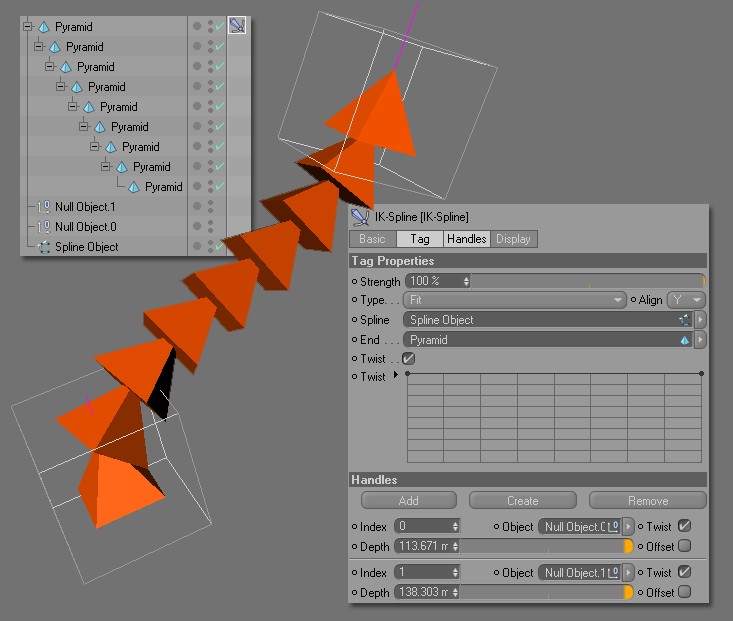 Pyramid
Pyramid
Pyramid
Pyramid
Pyramid
Pyramid
Pyramid
Pyramid
Pyramid
Null Object.1
Null Object.0
Spline Object
IK-Spline [IK-Spline]
Basic Tag Handles Display
Tag Properties
Strength 100 %
Type. . . Fit Align Y
Spline Spline Object
End . . . Pyramid
Twist . .
Twist
Handles
Add Create Remove
Index 0 Object Null Object.0 Twist
Depth 113.671 m Offset
Index 1 Object Null Object.1 Twist
Depth 138.303 m Offset